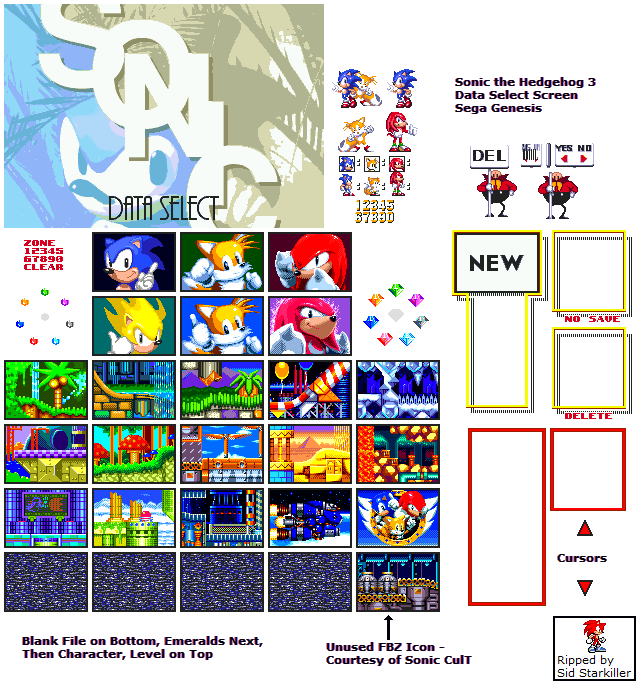 SONIC
DATA SELECT
Sonic the Hedgehog 3
Data Select Screen
Sega Genesis
DEL
YES NO
12345
67890
ZONE
12345
67890
CLEAR
NEW
NO SAVE
DELETE
Cursors
Blank File on Bottom, Emeralds Next,
Then Character, Level on Top
Unused FBZ Icon -
Courtesy of Sonic CulT
Ripped by
Sid Starkiller